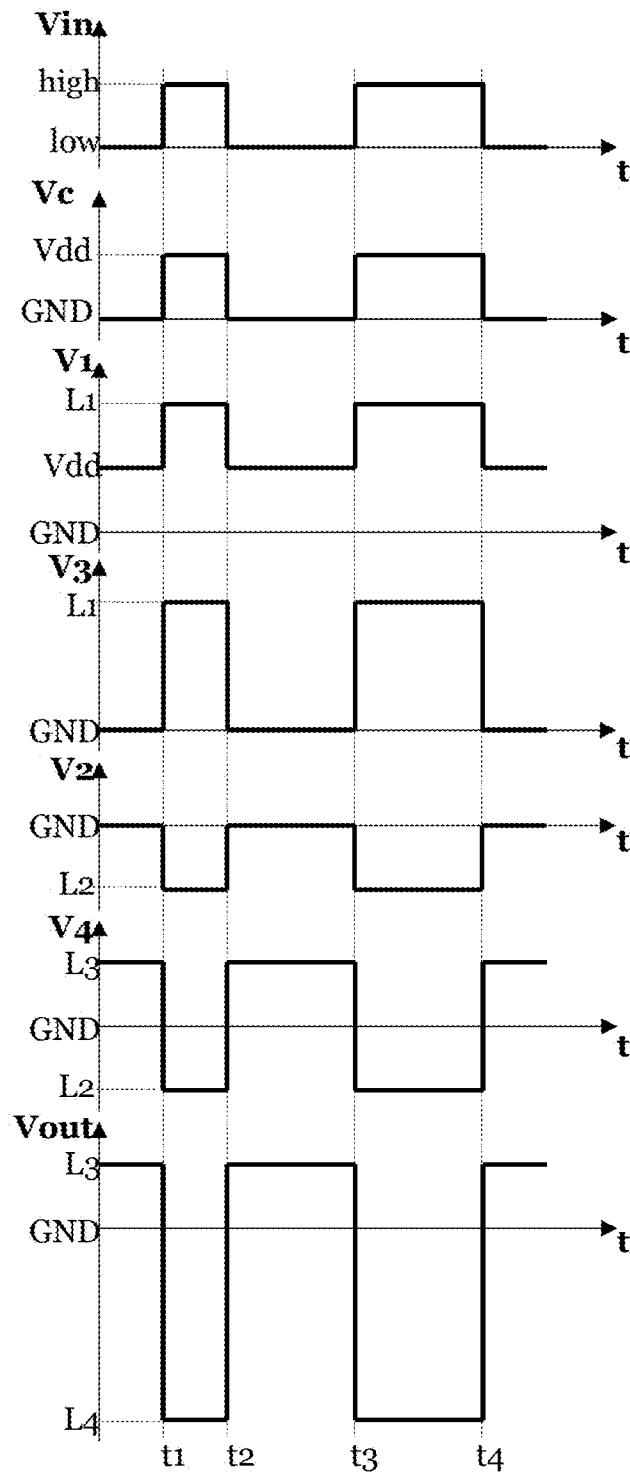 Vin
high
low
t
Vc
Vdd
GND
t
V1
L1
Vdd
GND
t
V3
L1
GND
t
V2
GND
t
L2
V4
L3
GND
t
L2
Vout
L3
GND
t
L4
t1 t2 t3 t4